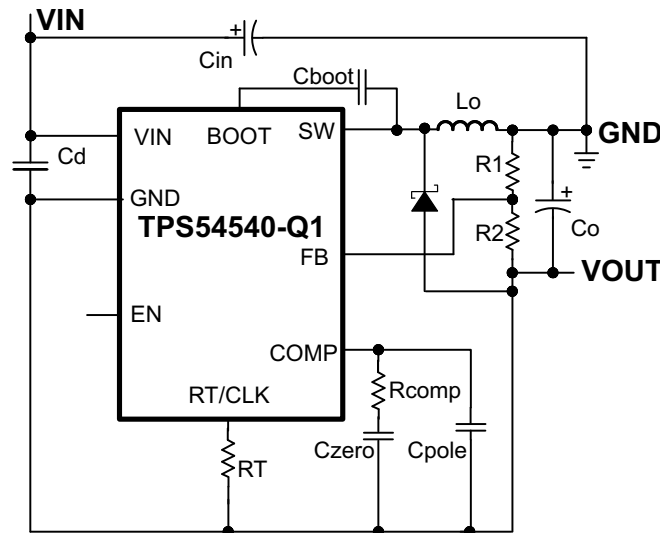 VIN
Cin
Cboot
Lo
VIN
BOOT
SW
GND
Cd
R1
GND
TPS54540-Q1
R2
Co
FB
VOUT
EN
COMP
RT/CLK
Rcomp
RT
Czero
Cpole